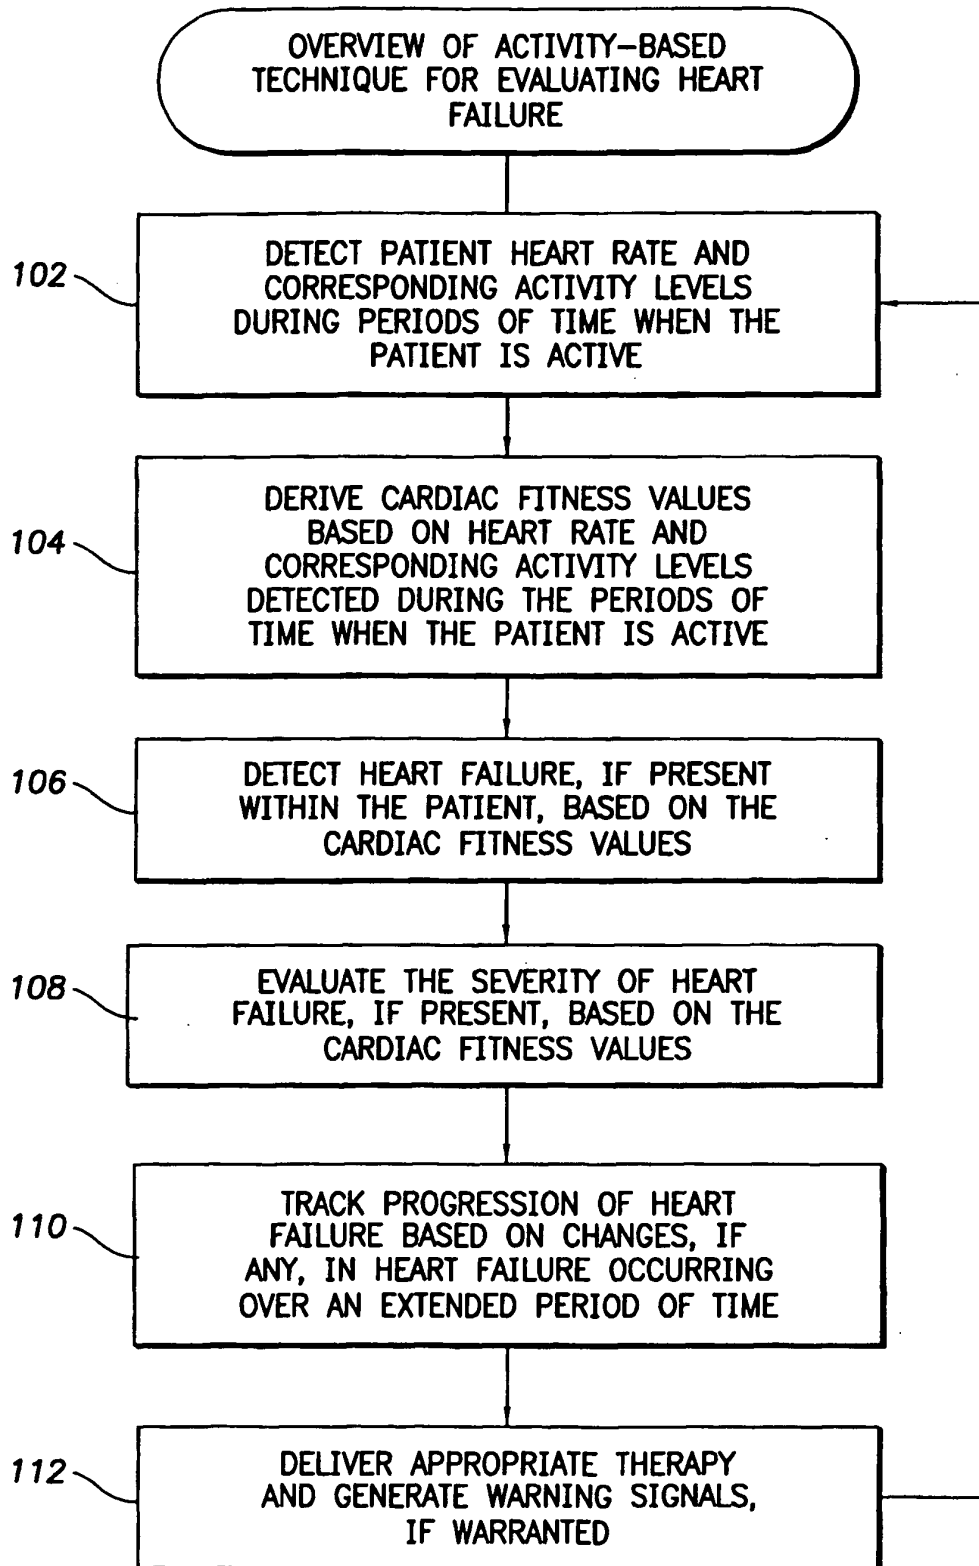 OVERVIEW OF ACTIVITY-BASED
TECHNIQUE FOR EVALUATING HEART
FAILURE
102
DETECT PATIENT HEART RATE AND
CORRESPONDING ACTIVITY LEVELS
DURING PERIODS OF TIME WHEN THE
PATIENT IS ACTIVE
104
DERIVE CARDIAC FITNESS VALUES
BASED ON HEART RATE AND
CORRESPONDING ACTIVITY LEVELS
DETECTED DURING THE PERIODS OF
TIME WHEN THE PATIENT IS ACTIVE
106
DETECT HEART FAILURE, IF PRESENT
WITHIN THE PATIENT, BASED ON THE
CARDIAC FITNESS VALUES
108
EVALUATE THE SEVERITY OF HEART
FAILURE, IF PRESENT, BASED ON THE
CARDIAC FITNESS VALUES
110
TRACK PROGRESSION OF HEART
FAILURE BASED ON CHANGES, IF
ANY, IN HEART FAILURE OCCURRING
OVER AN EXTENDED PERIOD OF TIME
112
DELIVER APPROPRIATE THERAPY
AND GENERATE WARNING SIGNALS,
IF WARRANTED